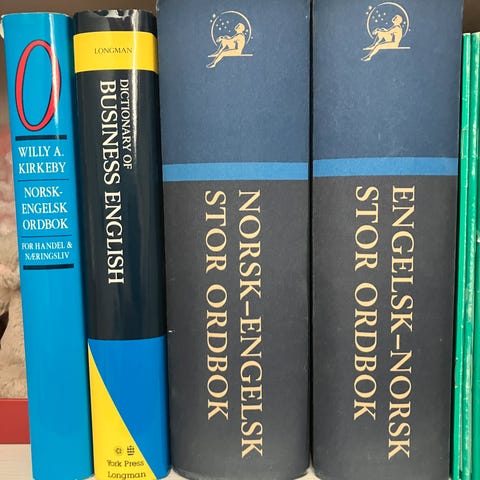 O
WILLY A.
KIRKEBY
NORSK-
ENGELSK
ORDBOK
FOR HANDEL &
NÆRINGSLIV
LONGMAN
DICTIONARY OF
BUSINESS ENGLISH
York Press
Longman
NORSK–ENGELSK
STOR ORDBOK
ENGELSK–NORSK
STOR ORDBOK